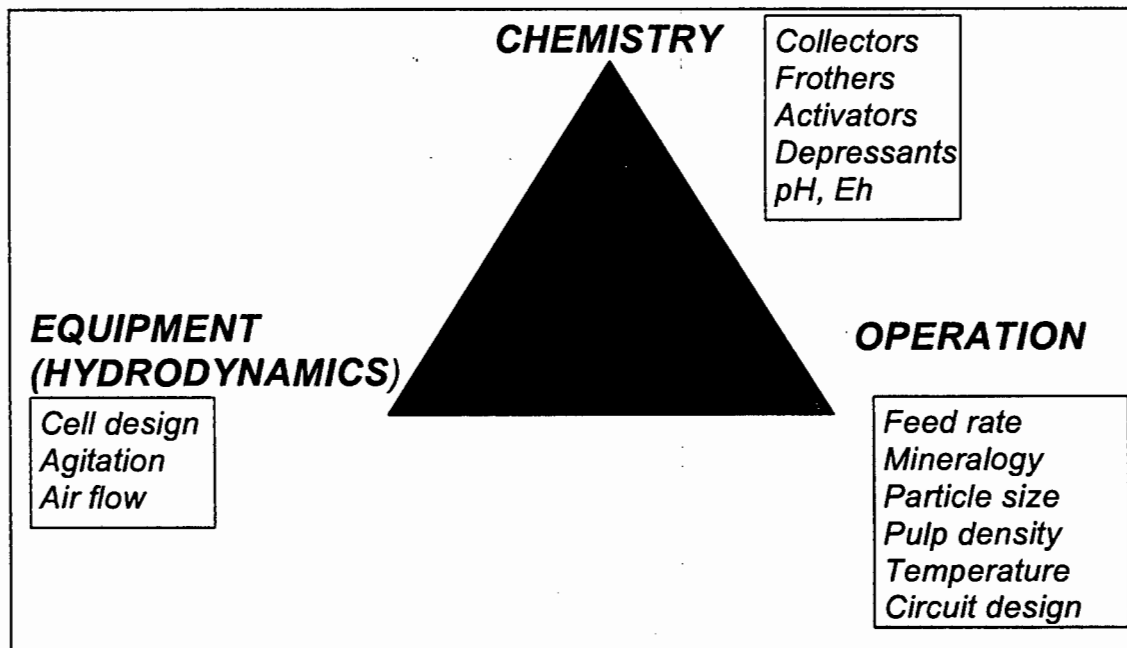 CHEMISTRY
Collectors
Frothers
Activators
Depressants
pH, Eh
EQUIPMENT
(HYDRODYNAMICS)
Cell design
Agitation
Air flow
OPERATION
Feed rate
Mineralogy
Particle size
Pulp density
Temperature
Circuit design